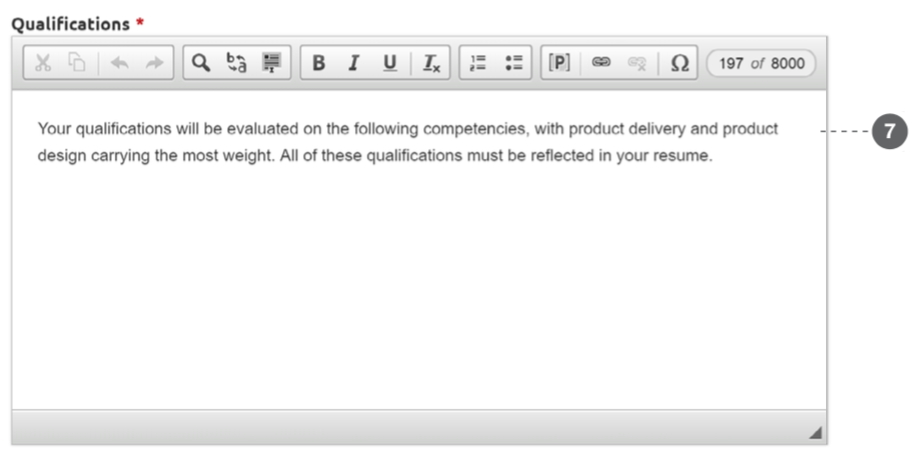 Qualifications *
B I U Ix [P] Ω 197 of 8000
Your qualifications will be evaluated on the following competencies, with product delivery and product
design carrying the most weight. All of these qualifications must be reflected in your resume.
7